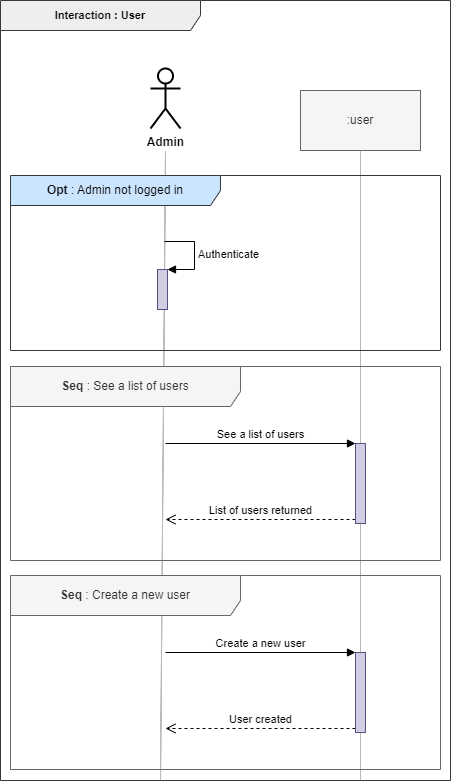 Interaction : User
Admin
:user
Opt : Admin not logged in
Authenticate
Seq : See a list of users
See a list of users
List of users returned
Seq : Create a new user
Create a new user
User created